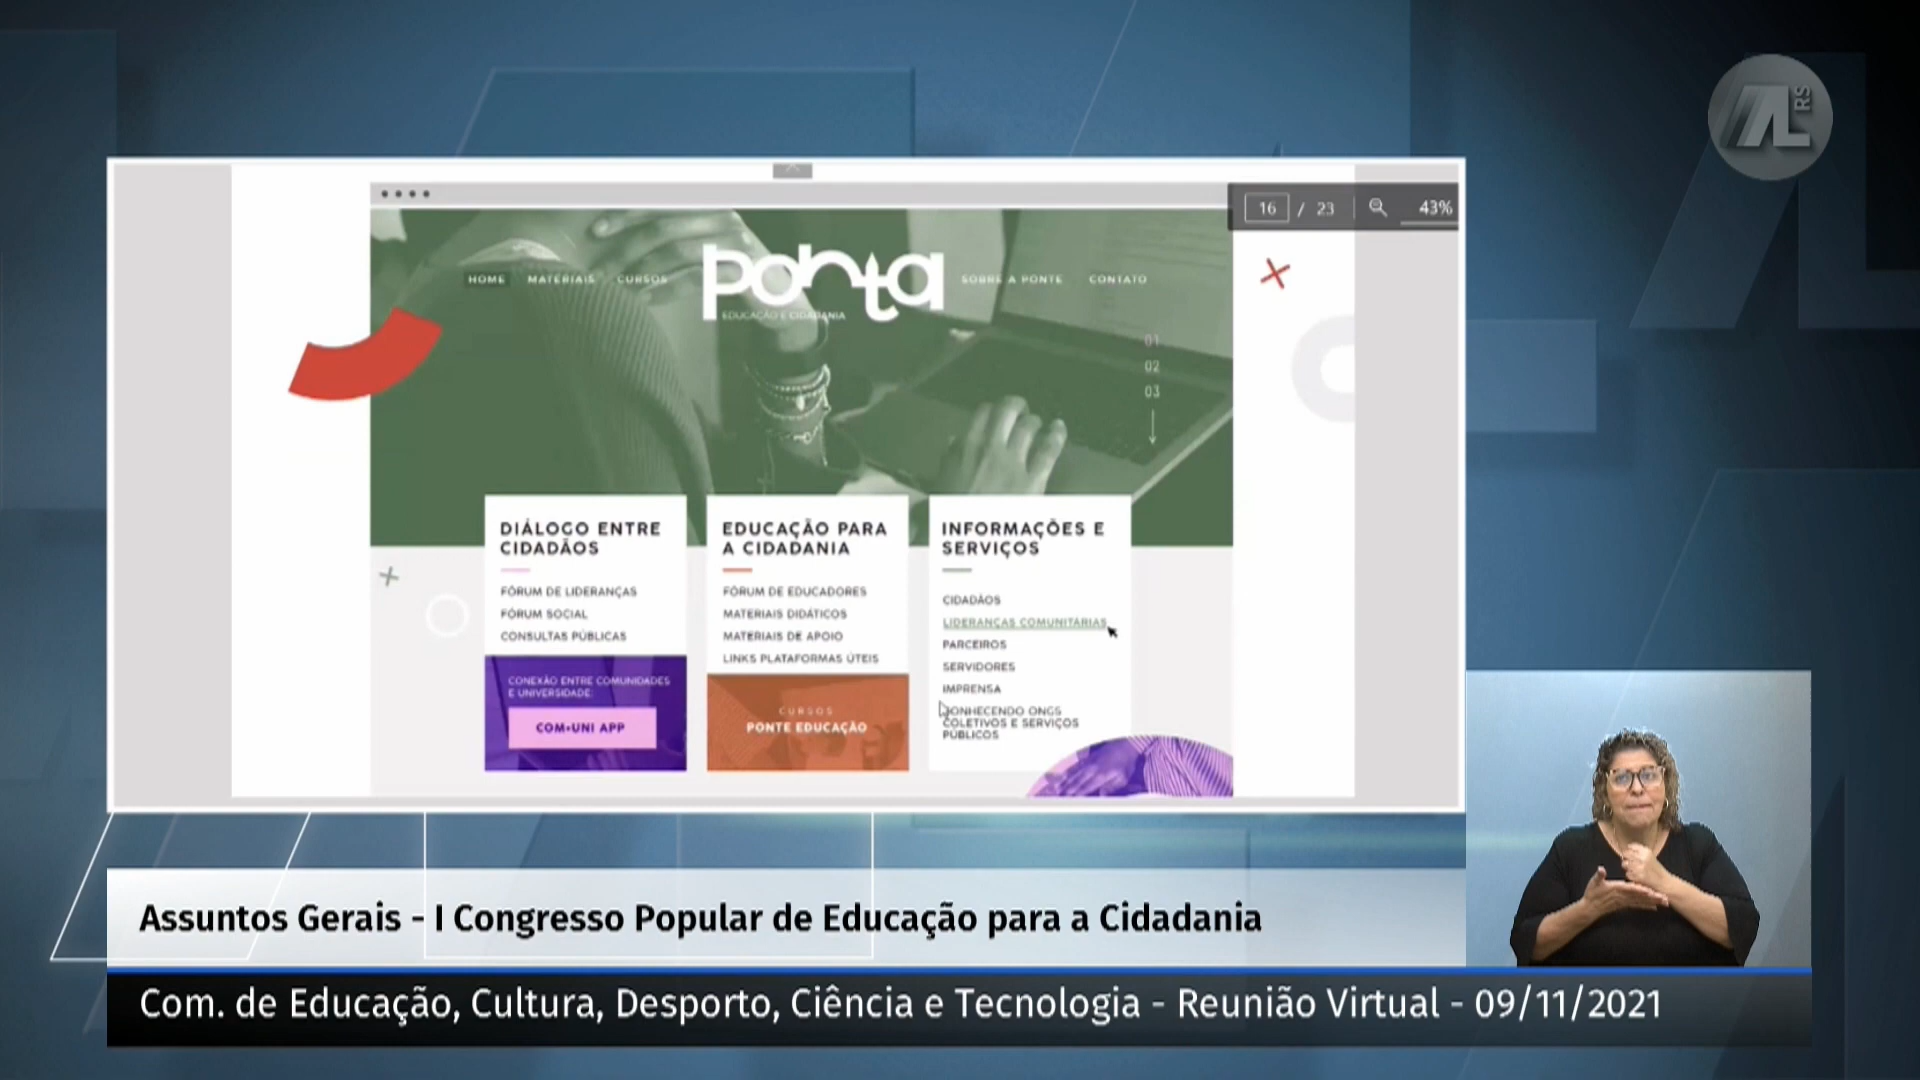 AL RS
16 / 23 43%
HOME MATERIAIS CURSOS ponta SOBRE A PONTE CONTATO
EDUCAÇÃO E CIDADANIA
01
02
03
DIÁLOGO ENTRE
CIDADÃOS
FÓRUM DE LIDERANÇAS
FÓRUM SOCIAL
CONSULTAS PÚBLICAS
CONEXÃO ENTRE COMUNIDADES
E UNIVERSIDADE:
COM+UNI APP
EDUCAÇÃO PARA
A CIDADANIA
FÓRUM DE EDUCADORES
MATERIAIS DIDÁTICOS
MATERIAIS DE APOIO
LINKS PLATAFORMAS ÚTEIS
CURSOS
PONTE EDUCAÇÃO
INFORMAÇÕES E
SERVIÇOS
CIDADÃOS
LIDERANÇAS COMUNITÁRIAS
PARCEIROS
SERVIDORES
IMPRENSA
CONHECENDO ONGS
COLETIVOS E SERVIÇOS
PÚBLICOS
Assuntos Gerais - I Congresso Popular de Educação para a Cidadania
Com. de Educação, Cultura, Desporto, Ciência e Tecnologia - Reunião Virtual - 09/11/2021